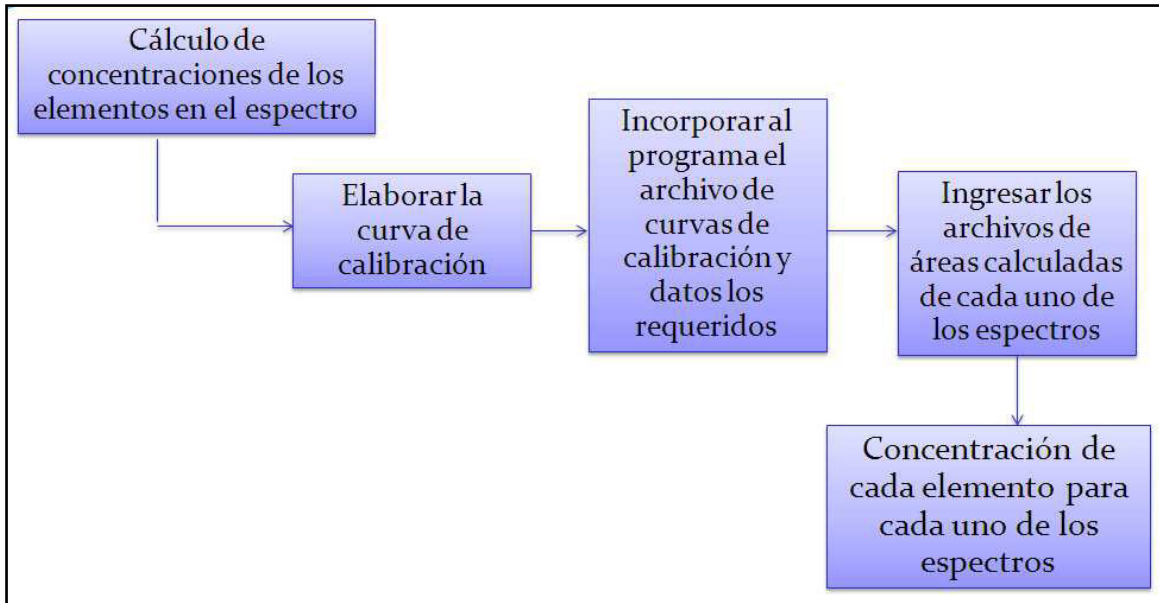 Cálculo de
concentraciones de los
elementos en el espectro
Elaborar la
curva de
calibración
Incorporar al
programa el
archivo de
curvas de
calibración y
datos los
requeridos
Ingresar los
archivos de
áreas calculadas
de cada uno de
los espectros
Concentración de
cada elemento para
cada uno de los
espectros